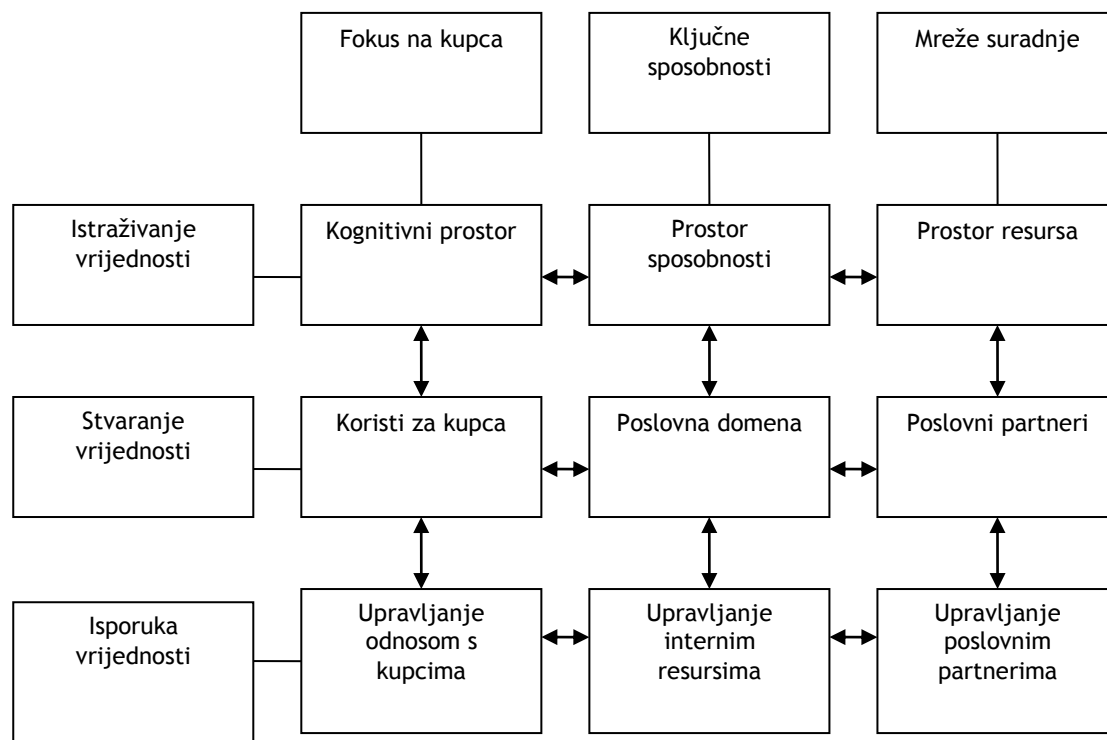 Fokus na kupca
Ključne
sposobnosti
Mreže suradnje
Istraživanje
vrijednosti
Kognitivni prostor
Prostor
sposobnosti
Prostor resursa
Stvaranje
vrijednosti
Koristi za kupca
Poslovna domena
Poslovni partneri
Isporuka
vrijednosti
Upravljanje
odnosom s
kupcima
Upravljanje
internim
resursima
Upravljanje
poslovnim
partnerima